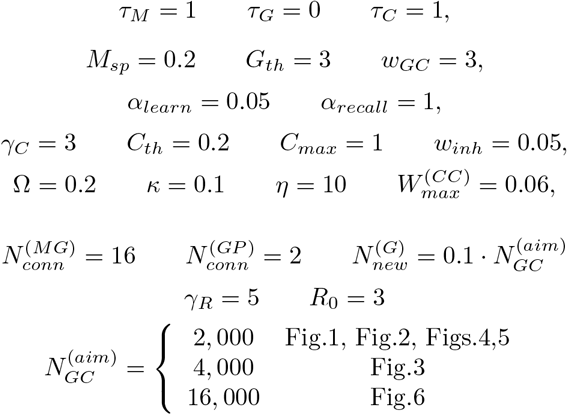 τ_M = 1 τ_G = 0 τ_C = 1,
M_sp = 0.2 G_th = 3 w_GC = 3,
α_learn = 0.05 α_recall = 1,
γ_C = 3 C_th = 0.2 C_max = 1 w_inh = 0.05,
Ω = 0.2 κ = 0.1 η = 10 W_max^(CC) = 0.06,
N_conn^(MG) = 16 N_conn^(GP) = 2 N_new^(G) = 0.1 · N_GC^(aim)
γ_R = 5 R_0 = 3
N_GC^(aim) = { 2,000 Fig.1, Fig.2, Figs.4,5
4,000 Fig.3
16,000 Fig.6